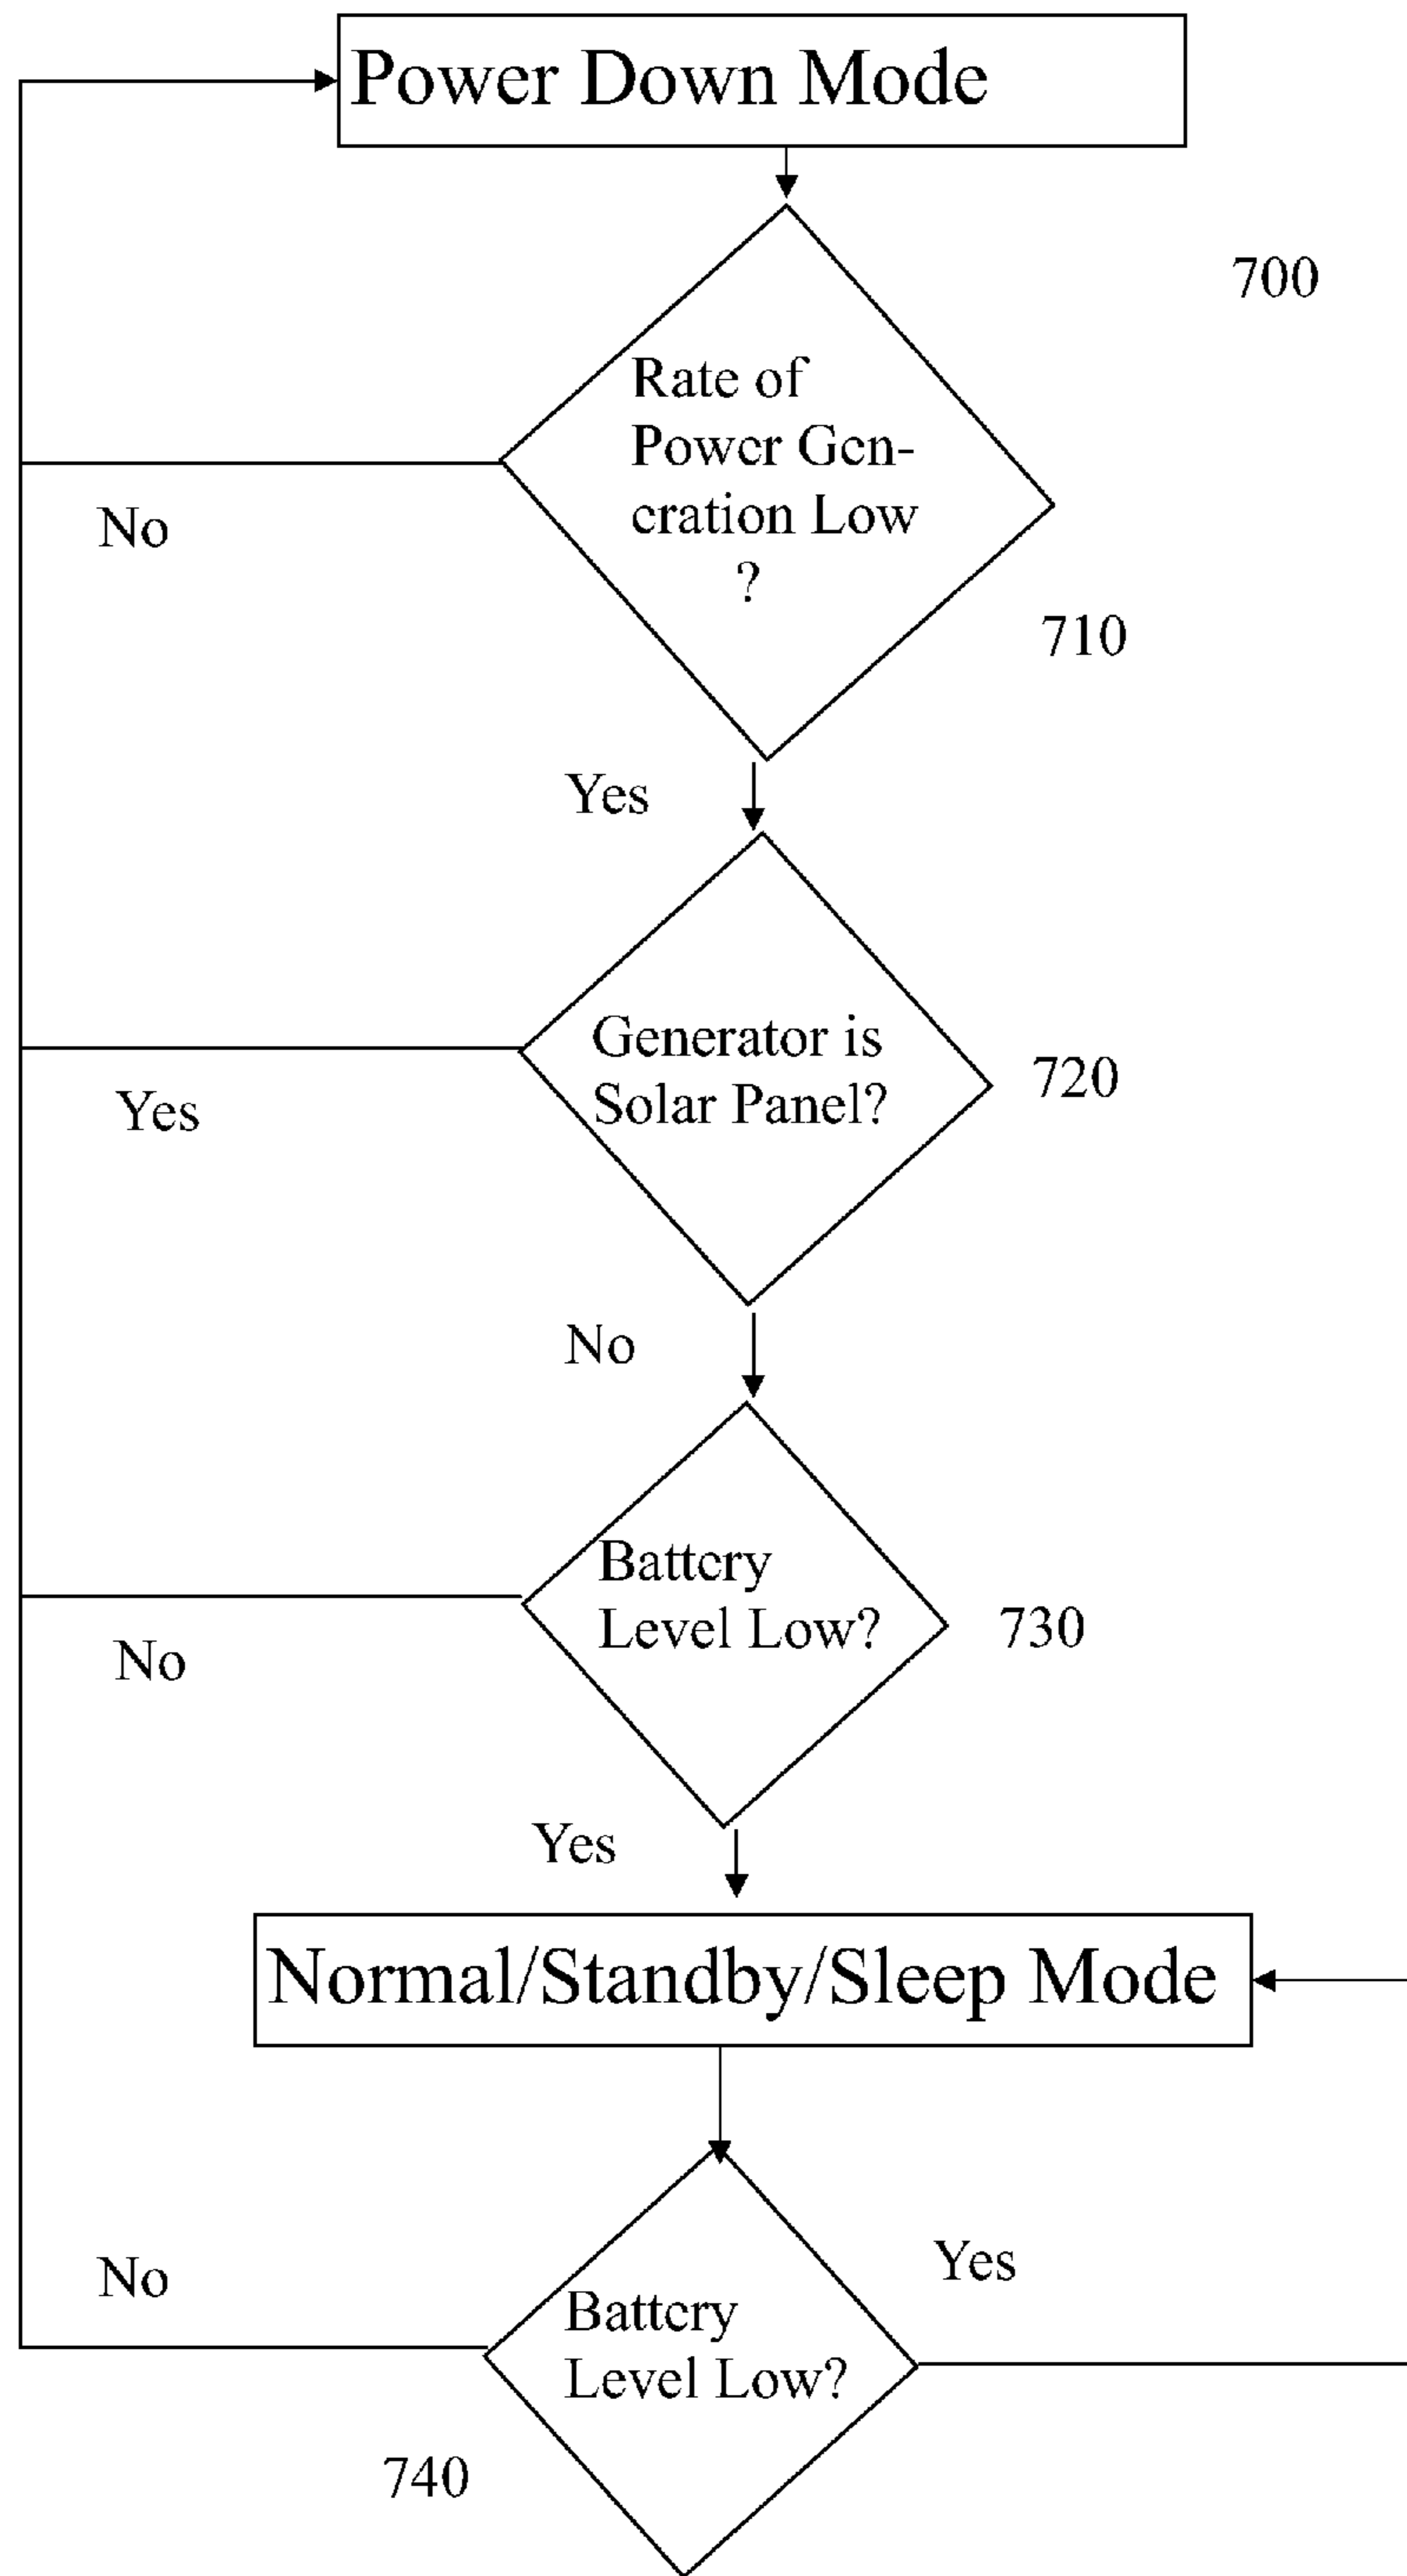 Power Down Mode
700
Rate of
Power Gen-
eration Low
?
No
710
Yes
Generator is
Solar Panel?
720
Yes
No
Battery
Level Low?
730
No
Yes
Normal/Standby/Sleep Mode
No
Yes
Battery
Level Low?
740